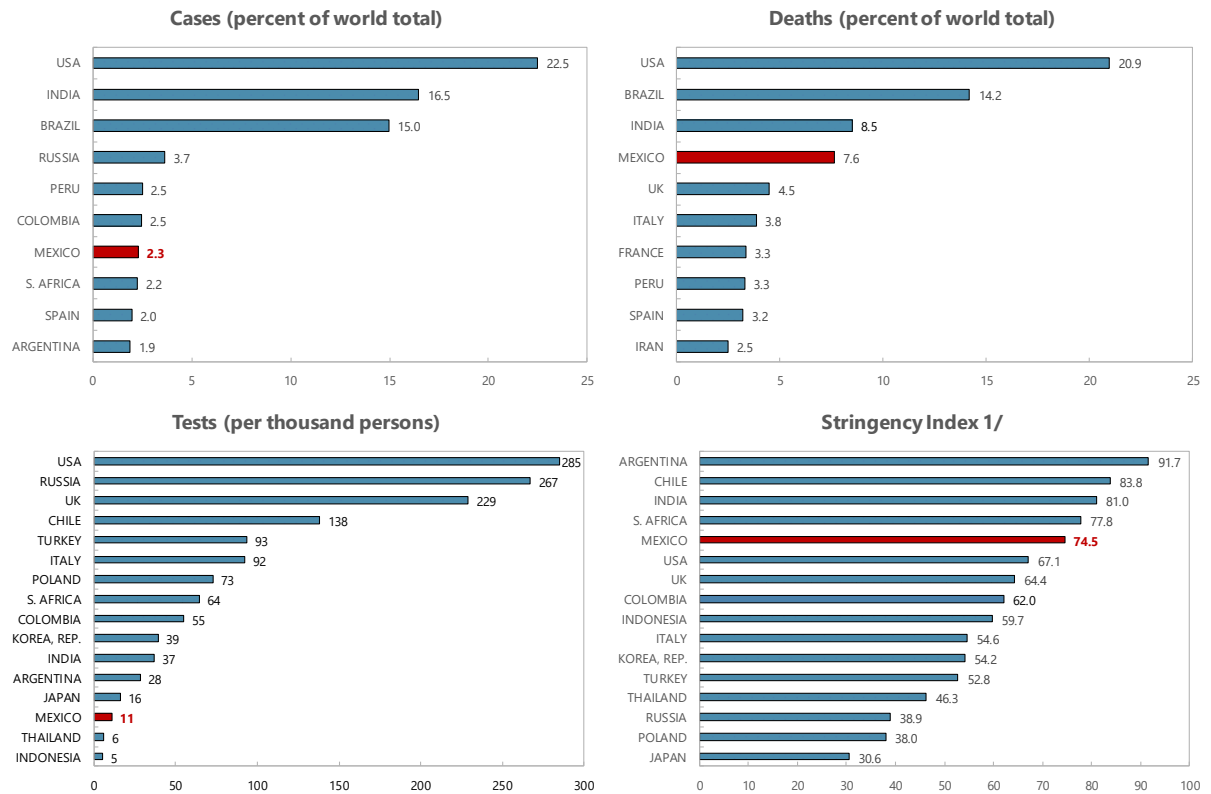 Cases (percent of world total)
USA 22.5
INDIA 16.5
BRAZIL 15.0
RUSSIA 3.7
PERU 2.5
COLOMBIA 2.5
MEXICO 2.3
S. AFRICA 2.2
SPAIN 2.0
ARGENTINA 1.9
0 5 10 15 20 25
Deaths (percent of world total)
USA 20.9
BRAZIL 14.2
INDIA 8.5
MEXICO 7.6
UK 4.5
ITALY 3.8
FRANCE 3.3
PERU 3.3
SPAIN 3.2
IRAN 2.5
0 5 10 15 20 25
Tests (per thousand persons)
USA 285
RUSSIA 267
UK 229
CHILE 138
TURKEY 93
ITALY 92
POLAND 73
S. AFRICA 64
COLOMBIA 55
KOREA, REP. 39
INDIA 37
ARGENTINA 28
JAPAN 16
MEXICO 11
THAILAND 6
INDONESIA 5
0 50 100 150 200 250 300
Stringency Index 1/
ARGENTINA 91.7
CHILE 83.8
INDIA 81.0
S. AFRICA 77.8
MEXICO 74.5
USA 67.1
UK 64.4
COLOMBIA 62.0
INDONESIA 59.7
ITALY 54.6
KOREA, REP. 54.2
TURKEY 52.8
THAILAND 46.3
RUSSIA 38.9
POLAND 38.0
JAPAN 30.6
0 10 20 30 40 50 60 70 80 90 100